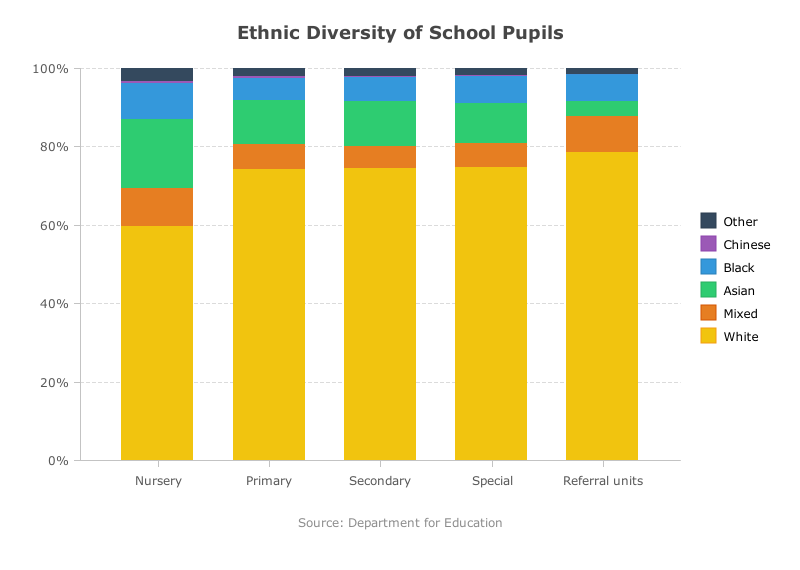 Ethnic Diversity of School Pupils
100%
80%
60%
40%
20%
0%
Other
Chinese
Black
Asian
Mixed
White
Nursery Primary Secondary Special Referral units
Source: Department for Education